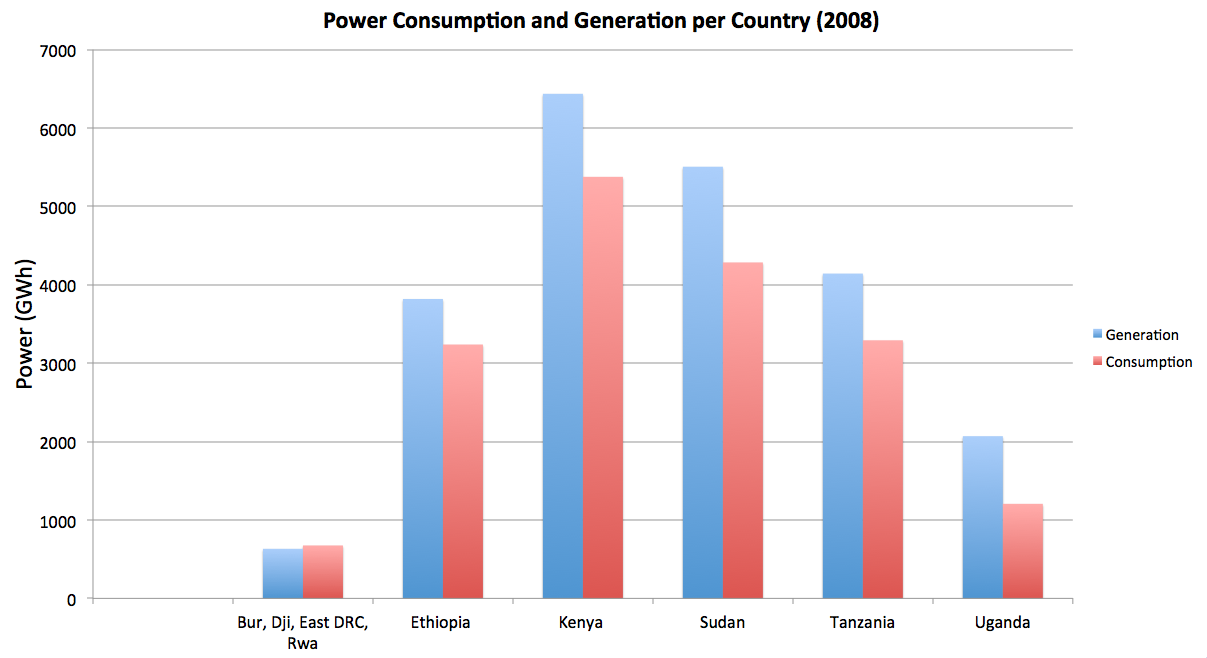 Power Consumption and Generation per Country (2008)
7000
6000
5000
4000
3000
2000
1000
0
Power (GWh)
Bur, Dji, East DRC,
Rwa
Ethiopia
Kenya
Sudan
Tanzania
Uganda
Generation
Consumption